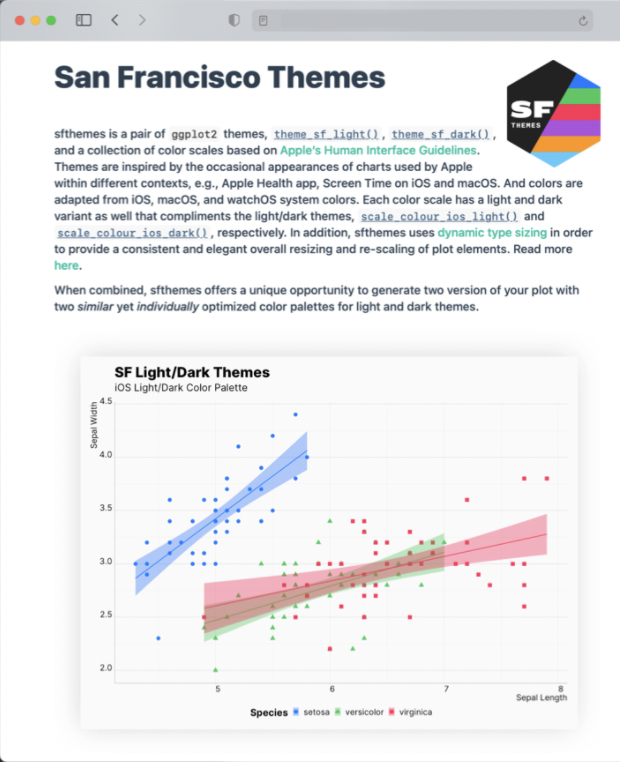 San Francisco Themes
SF
THEMES
sfthemes is a pair of ggplot2 themes, theme_sf_light(), theme_sf_dark(),
and a collection of color scales based on Apple's Human Interface Guidelines.
Themes are inspired by the occasional appearances of charts used by Apple
within different contexts, e.g., Apple Health app, Screen Time on iOS and macOS. And colors are
adapted from iOS, macOS, and watchOS system colors. Each color scale has a light and dark
variant as well that compliments the light/dark themes, scale_colour_ios_light() and
scale_colour_ios_dark(), respectively. In addition, sfthemes uses dynamic type sizing in order
to provide a consistent and elegant overall resizing and re-scaling of plot elements. Read more
here.
When combined, sfthemes offers a unique opportunity to generate two version of your plot with
two similar yet individually optimized color palettes for light and dark themes.
SF Light/Dark Themes
iOS Light/Dark Color Palette
Sepal Width
4.5
4.0
3.5
3.0
2.5
2.0
5 6 7 8
Sepal Length
Species setosa versicolor virginica